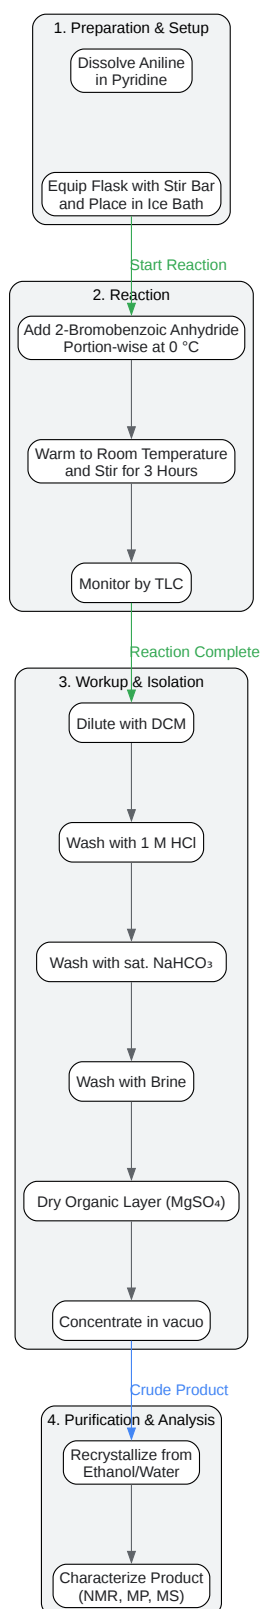 1. Preparation & Setup
Dissolve Aniline
in Pyridine
Equip Flask with Stir Bar
and Place in Ice Bath
Start Reaction
2. Reaction
Add 2-Bromobenzoic Anhydride
Portion-wise at 0 °C
Warm to Room Temperature
and Stir for 3 Hours
Monitor by TLC
Reaction Complete
3. Workup & Isolation
Dilute with DCM
Wash with 1 M HCl
Wash with sat. NaHCO₃
Wash with Brine
Dry Organic Layer (MgSO₄)
Concentrate in vacuo
Crude Product
4. Purification & Analysis
Recrystallize from
Ethanol/Water
Characterize Product
(NMR, MP, MS)